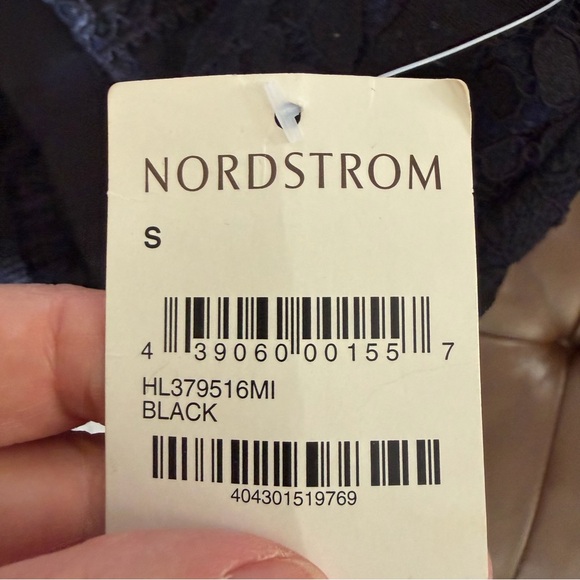 NORDSTROM
S
4 39060 00155 7
HL379516MI
BLACK
404301519769